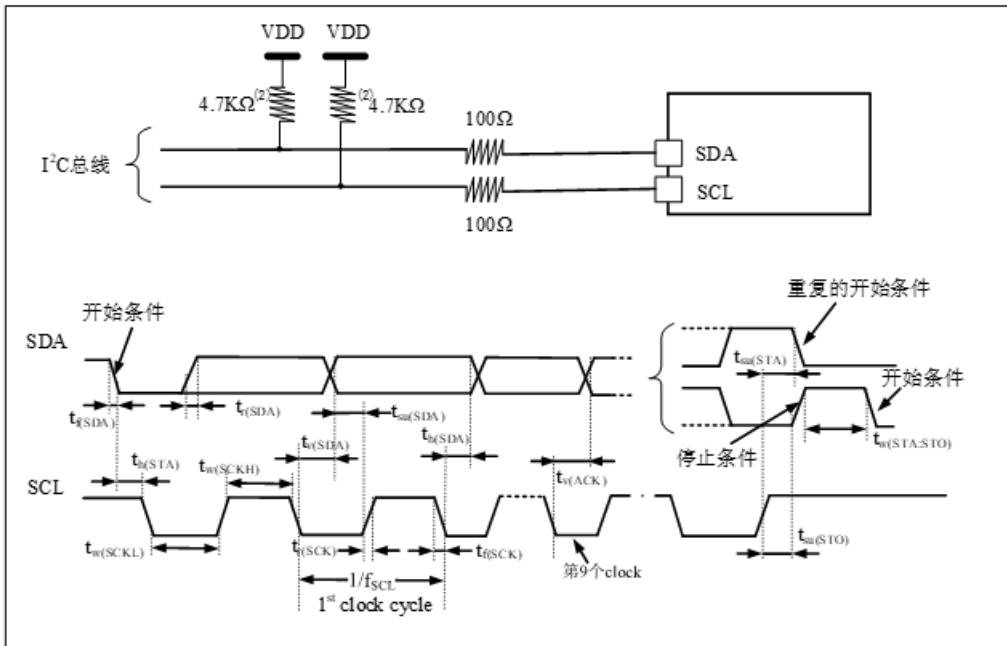 VDD VDD
4.7KΩ(2) (2)4.7KΩ
100Ω
I²C总线
SDA
SCL
100Ω
重复的开始条件
开始条件
SDA
tsu(STA)
开始条件
tf(SDA)
tr(SDA)
tsu(SDA)
tv(SDA)
th(SDA)
停止条件
tw(STA:STO)
th(STA)
tw(SCKH)
tv(ACK)
SCL
tw(SCKL)
tr(SCK)
tf(SCK)
第9个clock
tsu(STO)
1/fSCL
1st clock cycle